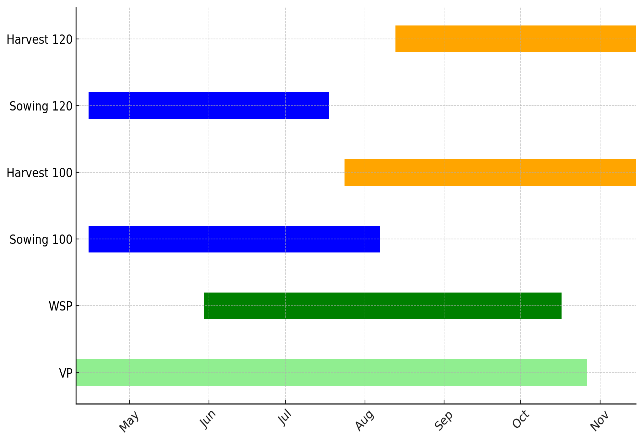 Harvest 120
Sowing 120
Harvest 100
Sowing 100
WSP
VP
May
Jun
Jul
Aug
Sep
Oct
Nov